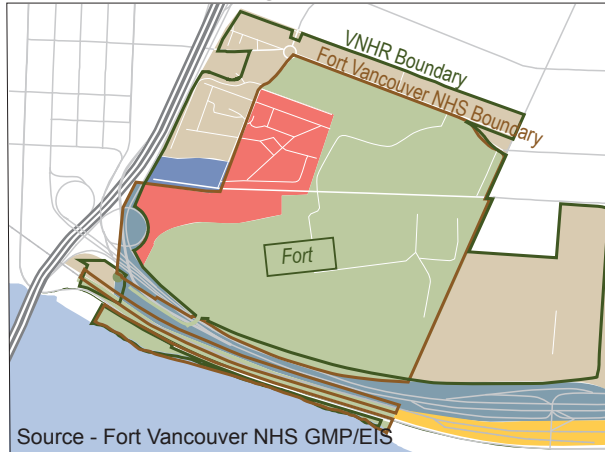 VNHR Boundary
Fort Vancouver NHS Boundary
Fort
Source - Fort Vancouver NHS GMP/EIS